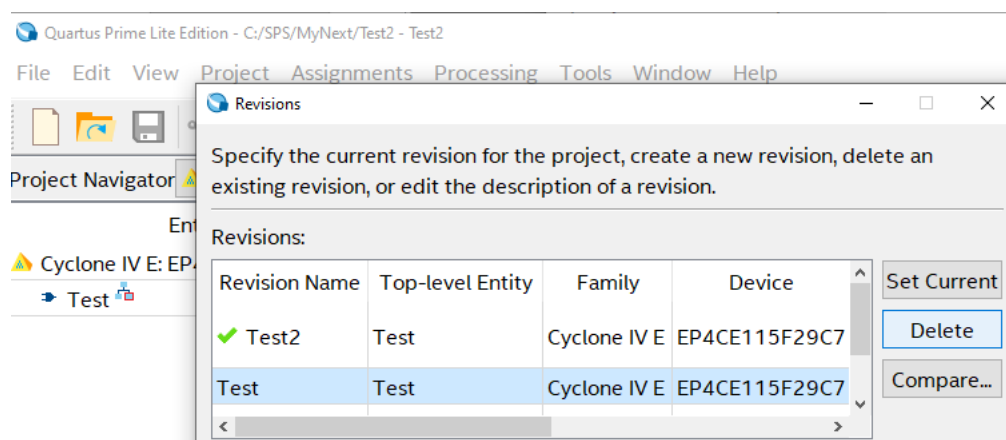 Quartus Prime Lite Edition - C:/SPS/MyNext/Test2 - Test2
File Edit View Project Assignments Processing Tools Window Help
Revisions
Specify the current revision for the project, create a new revision, delete an
existing revision, or edit the description of a revision.
Project Navigator
Revisions:
Cyclone IV E:
Test
Revision Name Top-level Entity Family Device
Set Current
Test2 Test Cyclone IV E EP4CE115F29C7
Delete
Test Test Cyclone IV E EP4CE115F29C7
Compare...